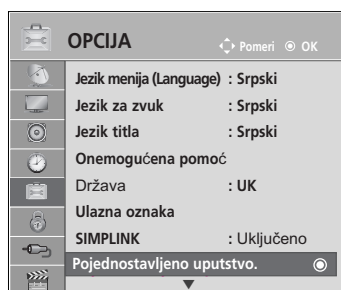 OPCIJA Pomeri OK
Jezik menija (Language) : Srpski
Jezik za zvuk : Srpski
Jezik titla : Srpski
Onemogućena pomoć
Država : UK
Ulazna oznaka
SIMPLINK : Uključeno
Pojednostavljeno uputstvo.